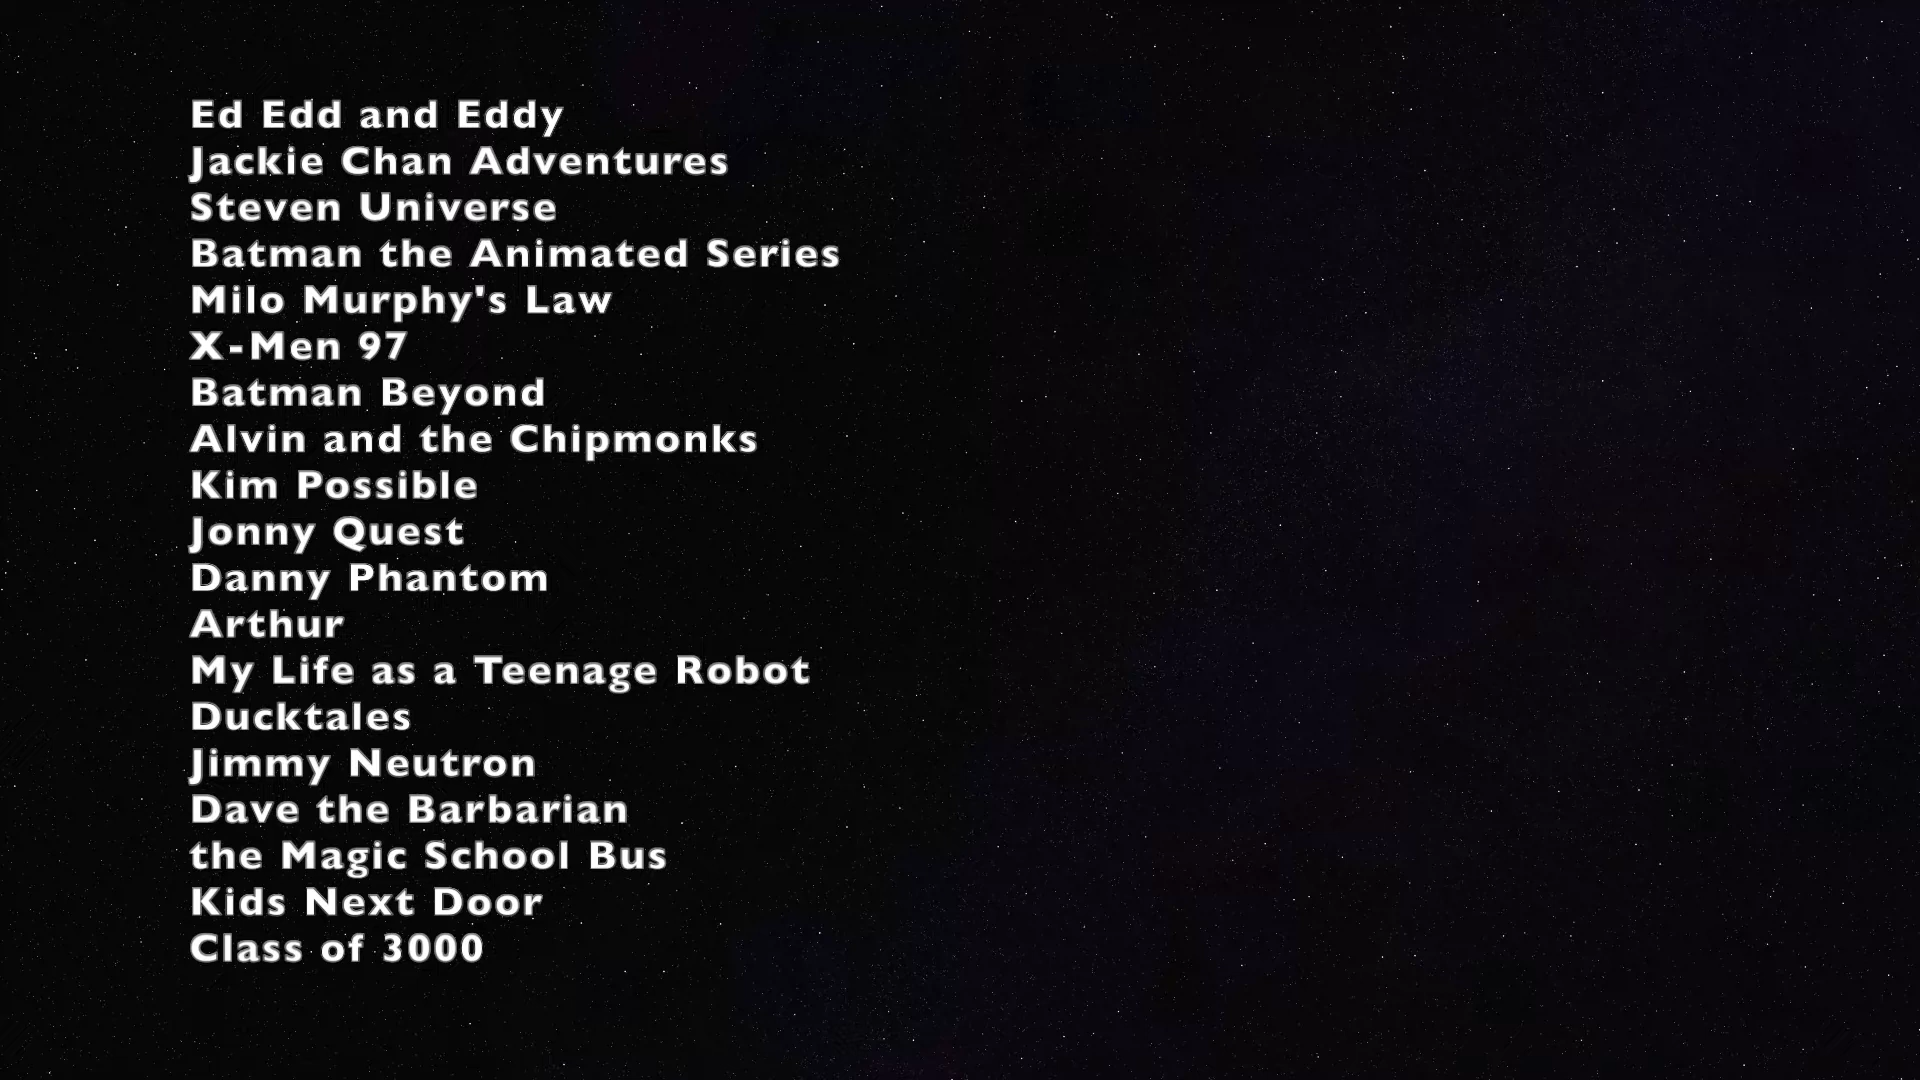 Ed Edd and Eddy
Jackie Chan Adventures
Steven Universe
Batman the Animated Series
Milo Murphy's Law
X-Men 97
Batman Beyond
Alvin and the Chipmonks
Kim Possible
Jonny Quest
Danny Phantom
Arthur
My Life as a Teenage Robot
Ducktales
Jimmy Neutron
Dave the Barbarian
the Magic School Bus
Kids Next Door
Class of 3000